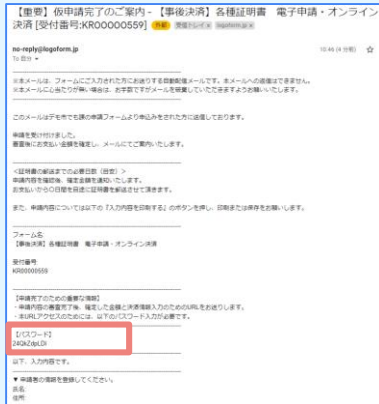 【重要】仮申請完了のご案内 - 【事後決済】各種証明書　電子申請・オンライン
決済 [受付番号:KR00000559] 外部 受信トレイ x logoform.jp x
no-reply@logoform.jp
10:46 (4 分前)
To 自分
※本メールは、フォームにご入力された方にお送りする自動配信メールです。本メールへの返信はできません。
※本メールに心当たりが無い場合は、お手数ですがメールを破棄していただきますようお願いいたします。
このメールはデモ市でも課の申請フォームより申込みをされた方に送信しております。
申請を受け付けました。
審査後にお支払い金額を確定し、メールにてご案内いたします。
<証明書の郵送までの必要日数（目安）>
申請内容を確認後、確定金額を通知いたします。
お支払いから〇日間を目途に証明書を郵送させて頂きます。
また、申請内容については以下の『入力内容を印刷する』のボタンを押し、印刷または保存をお願いします。
フォーム名
【事後決済】各種証明書　電子申請・オンライン決済
受付番号
KR00000559
【申請完了のための重要な情報】
・申請内容の審査完了後、確定した金額と決済情報入力のためのURLをお送りします。
・本URLアクセスのためには、以下のパスワード入力が必要です。
【パスワード】
24QkZdpLDI
以下、入力内容です。
▼ 申請者の情報を登録してください。
氏名
住所